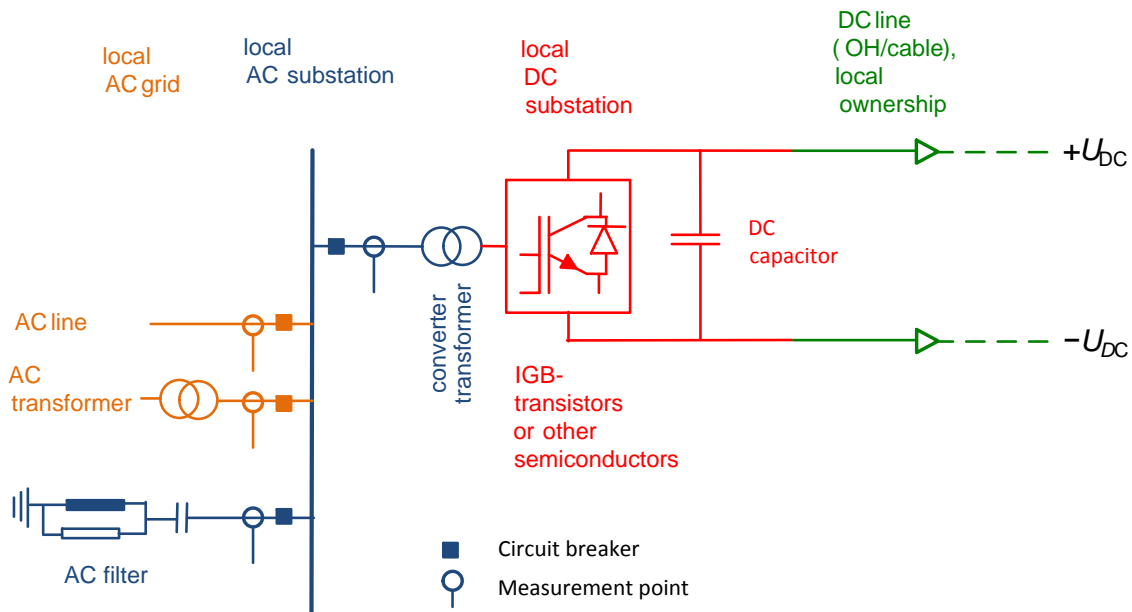 local
AC grid
local
AC substation
local
DC
substation
DC line
( OH/cable),
local
ownership
+UDC
DC
capacitor
converter
transformer
AC line
−UDC
AC
transformer
IGB-
transistors
or other
semiconductors
AC filter
Circuit breaker
Measurement point